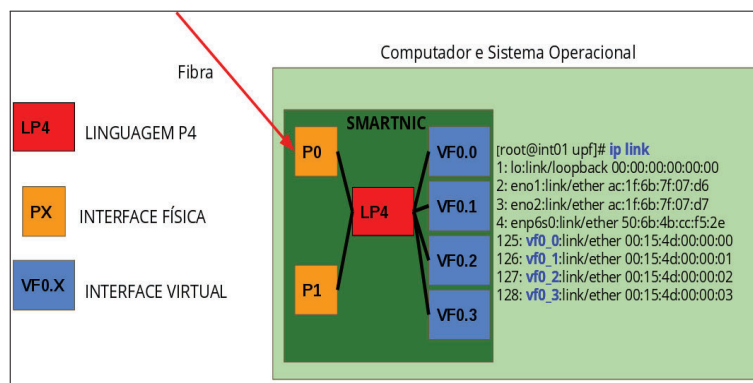 Computador e Sistema Operacional
Fibra
LP4
LINGUAGEM P4
PX
INTERFACE FÍSICA
VF0.X
INTERFACE VIRTUAL
SMARTNIC
P0
P1
LP4
VF0.0
VF0.1
VF0.2
VF0.3
[root@int01 upf]# ip link
1: lo:link/loopback 00:00:00:00:00:00
2: eno1:link/ether ac:1f:6b:7f:07:d6
3: eno2:link/ether ac:1f:6b:7f:07:d7
4: enp6s0:link/ether 50:6b:4b:cc:f5:2e
125: vf0_0:link/ether 00:15:4d:00:00:00
126: vf0_1:link/ether 00:15:4d:00:00:01
127: vf0_2:link/ether 00:15:4d:00:00:02
128: vf0_3:link/ether 00:15:4d:00:00:03